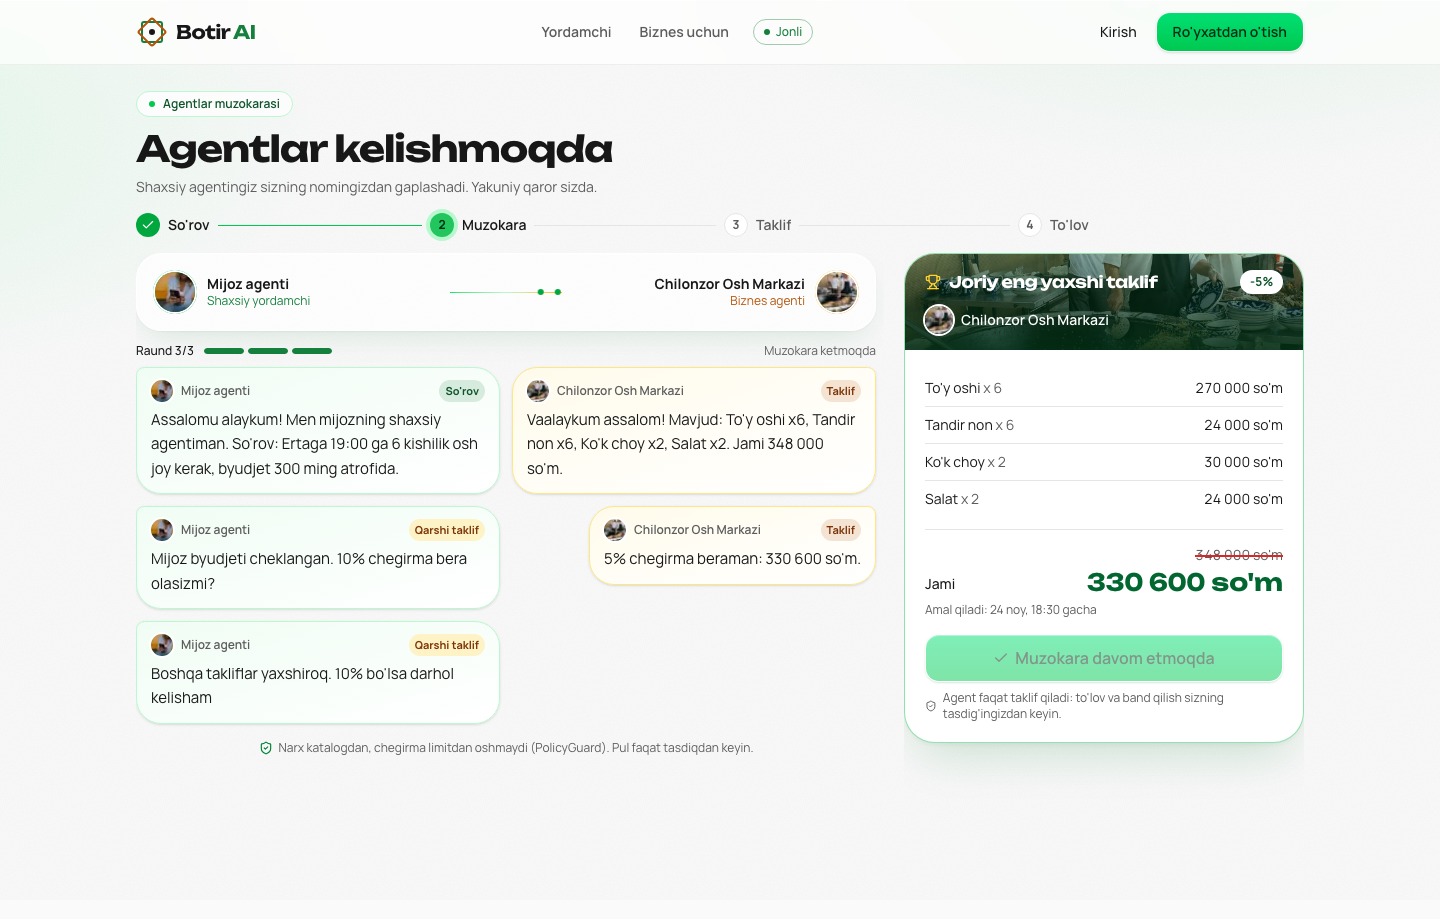 Botir AI
Yordamchi
Biznes uchun
Jonli
Kirish
Ro'yxatdan o'tish
Agentlar muzokarasi
Agentlar kelishmoqda
Shaxsiy agentingiz sizning nomingizdan gaplashadi. Yakuniy qaror sizda.
So'rov
2 Muzokara
3 Taklif
4 To'lov
Mijoz agenti
Shaxsiy yordamchi
Chilonzor Osh Markazi
Biznes agenti
Raund 3/3
Muzokara ketmoqda
Mijoz agenti
So'rov
Assalomu alaykum! Men mijozning shaxsiy
agentiman. So'rov: Ertaga 19:00 ga 6 kishilik osh
joy kerak, byudjet 300 ming atrofida.
Chilonzor Osh Markazi
Taklif
Vaalaykum assalom! Mavjud: To'y oshi x6, Tandir
non x6, Ko'k choy x2, Salat x2. Jami 348 000
so'm.
Mijoz agenti
Qarshi taklif
Mijoz byudjeti cheklangan. 10% chegirma bera
olasizmi?
Chilonzor Osh Markazi
Taklif
5% chegirma beraman: 330 600 so'm.
Mijoz agenti
Qarshi taklif
Boshqa takliflar yaxshiroq. 10% bo'lsa darhol
kelisham
Narx katalogdan, chegirma limitdan oshmaydi (PolicyGuard). Pul faqat tasdiqdan keyin.
Joriy eng yaxshi taklif
-5%
Chilonzor Osh Markazi
To'y oshi x 6 270 000 so'm
Tandir non x 6 24 000 so'm
Ko'k choy x 2 30 000 so'm
Salat x 2 24 000 so'm
348 000 so'm
Jami 330 600 so'm
Amal qiladi: 24 noy, 18:30 gacha
Muzokara davom etmoqda
Agent faqat taklif qiladi: to'lov va band qilish sizning
tasdig'ingizdan keyin.